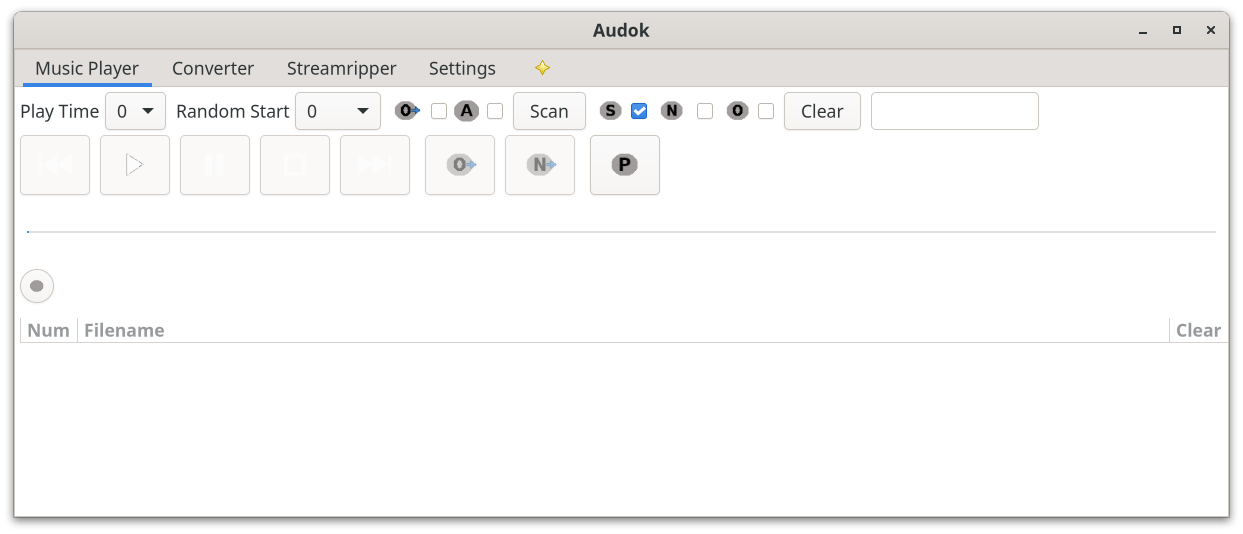 Audok
Music Player Converter Streamripper Settings
Play Time 0 Random Start 0 O A Scan S N O Clear
O N P
Num Filename Clear